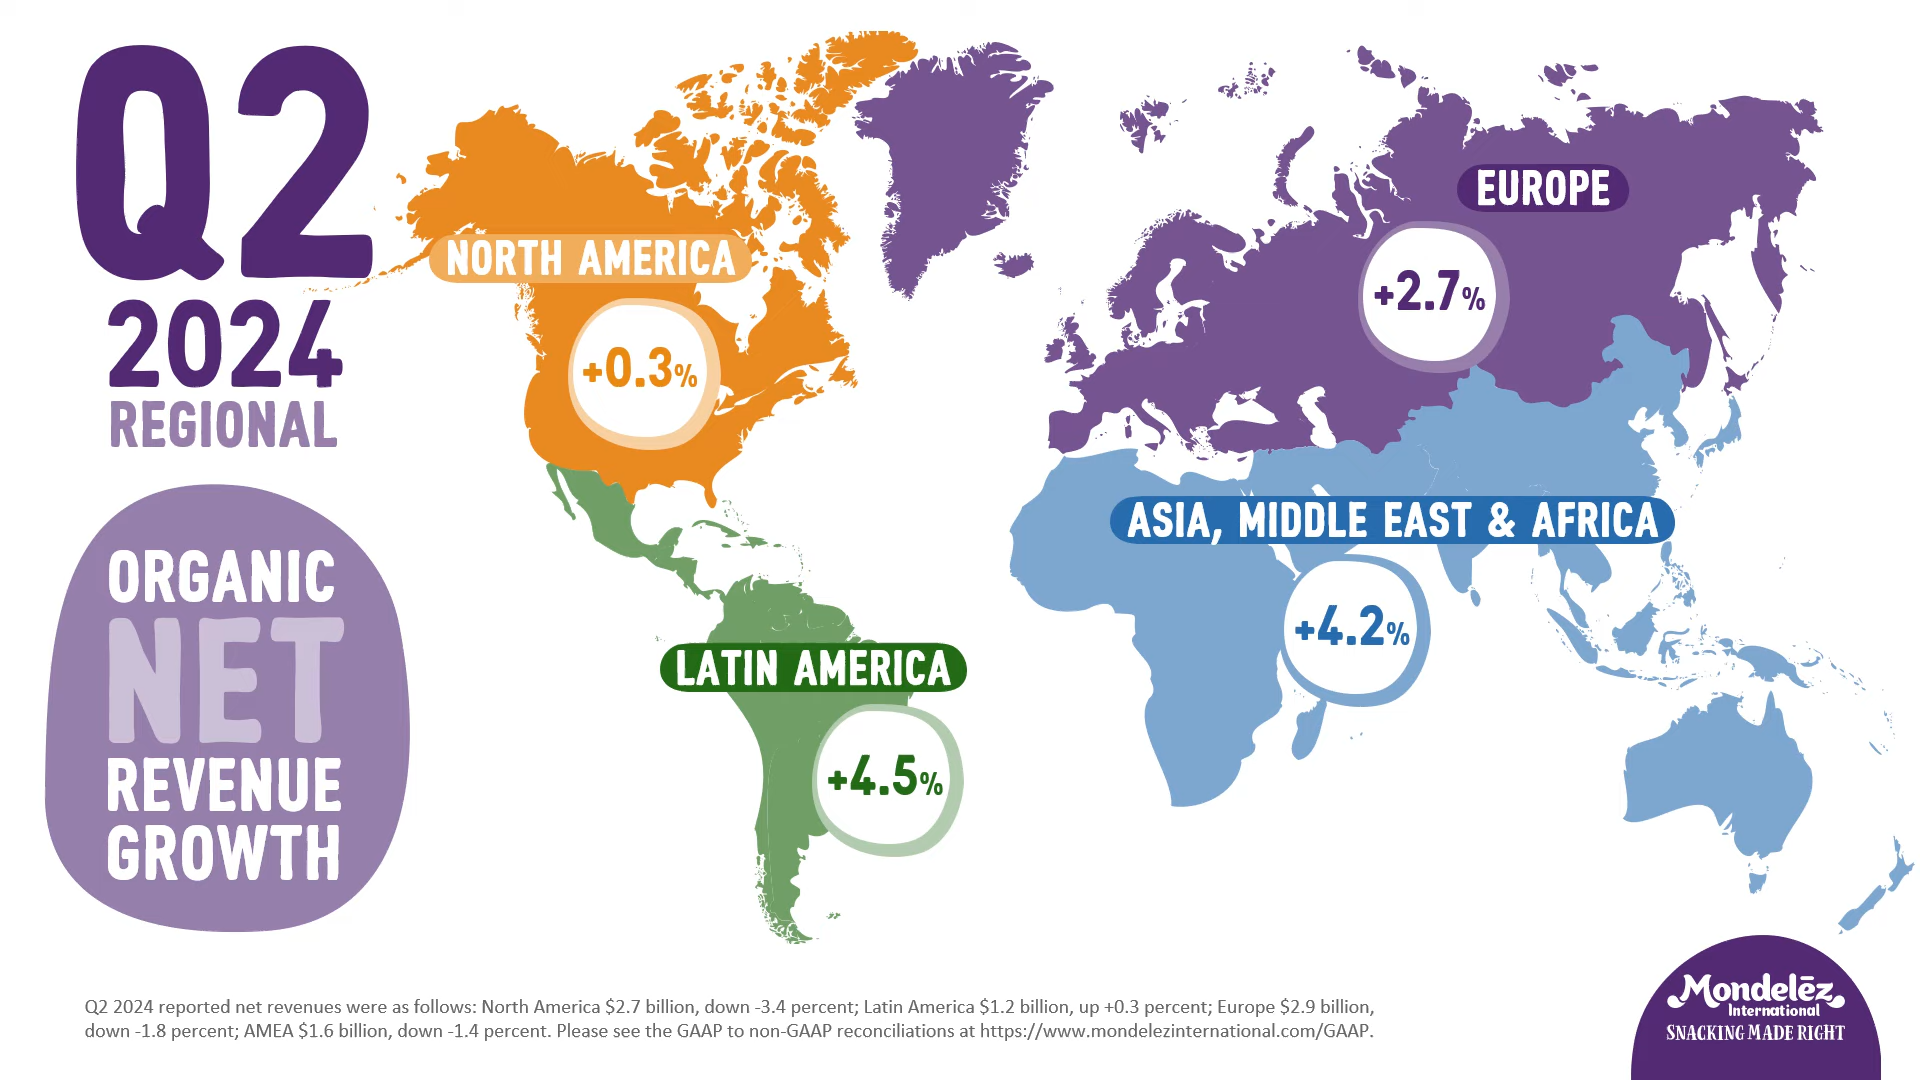 Q2
2024
REGIONAL
ORGANIC
NET
REVENUE
GROWTH
NORTH AMERICA
+0.3%
EUROPE
+2.7%
ASIA, MIDDLE EAST & AFRICA
+4.2%
LATIN AMERICA
+4.5%
Q2 2024 reported net revenues were as follows: North America $2.7 billion, down -3.4 percent; Latin America $1.2 billion, up +0.3 percent; Europe $2.9 billion,
down -1.8 percent; AMEA $1.6 billion, down -1.4 percent. Please see the GAAP to non-GAAP reconciliations at https://www.mondelezinternational.com/GAAP.
Mondelēz
International
SNACKING MADE RIGHT